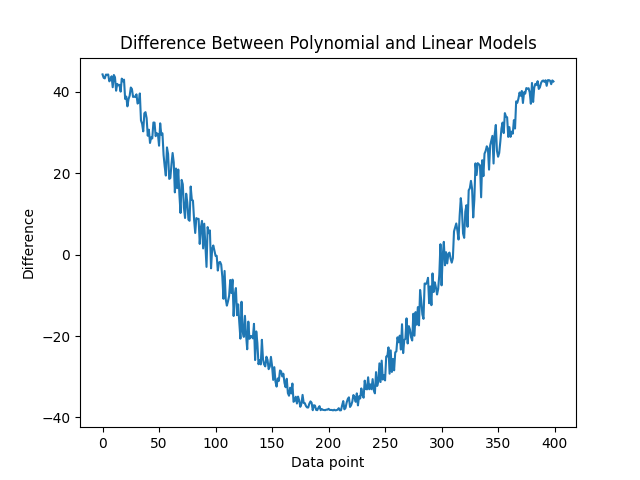 Difference Between Polynomial and Linear Models
Difference
40
20
0
−20
−40
0 50 100 150 200 250 300 350 400
Data point